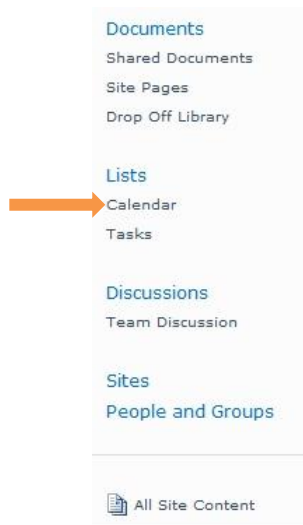 Documents
Shared Documents
Site Pages
Drop Off Library
Lists
Calendar
Tasks
Discussions
Team Discussion
Sites
People and Groups
All Site Content